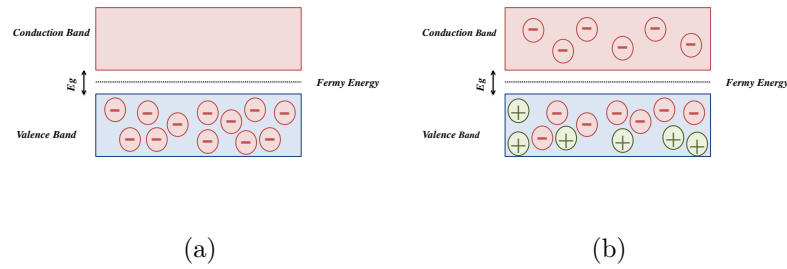 Conduction Band
Eg
Fermy Energy
Valence Band
(a)
Conduction Band
Eg
Fermy Energy
Valence Band
(b)